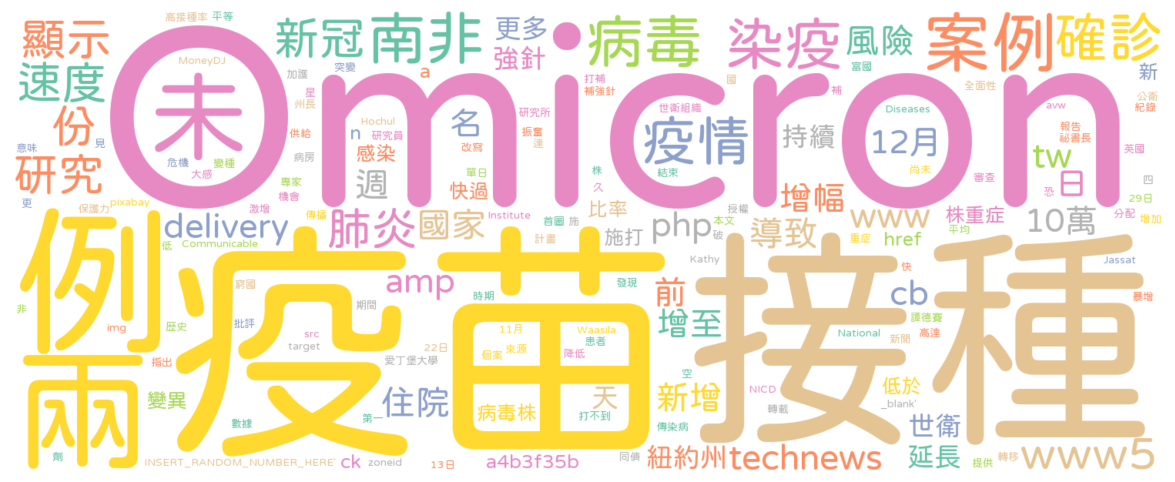 高接種率 平等
顯示 新冠 南非 更多 病毒 染疫 風險 案例 確診
Omicron
MoneyDJ 突變 強針 富國 新
速度 加護 a 打補 國 補 全面性 公衛
星 州長 補強針 紀錄
份 未 Hochul 研究所 世衛組織 Diseases avw
供給 n 研究員 名 振奮 疫情 持續 12月 報告
意味 見 病房 改寫 達 祕書長 英國
研究 危機 變種 感染 tw
大感 專家 週 單日 株 結束 尚未 審查 日 四
更 機會 快過 久 增幅 恐 29日
保護力 pixabay 激增 傳播 Institute 比率 授權 www 株重症 分配
例 delivery 肺炎 國家 首圖 施 php 本文 平均 10萬 增加
低 Communicable 計畫 施打 破 導致 重症 href
疫苗 接種
Kathy 快 Jassat
amp 發現 前 cb 暴增
窮國 時期
非 期間 增至 譚德賽
img 歷史 批評 11月 Waasila National 高達
src 來源 患者 新聞
target 22日 個案 降低
兩 指出 愛丁堡大學 空
變異 住院 天 新增 NICD 低於
病毒株 轉載 _blank'
數據 第一 打不到 世衛
傳染病
劑 INSERT_RANDOM_NUMBER_HERE' ck zoneid 13日 a4b3f35b 同儕 紐約州 technews 延長 提供 轉移 www5